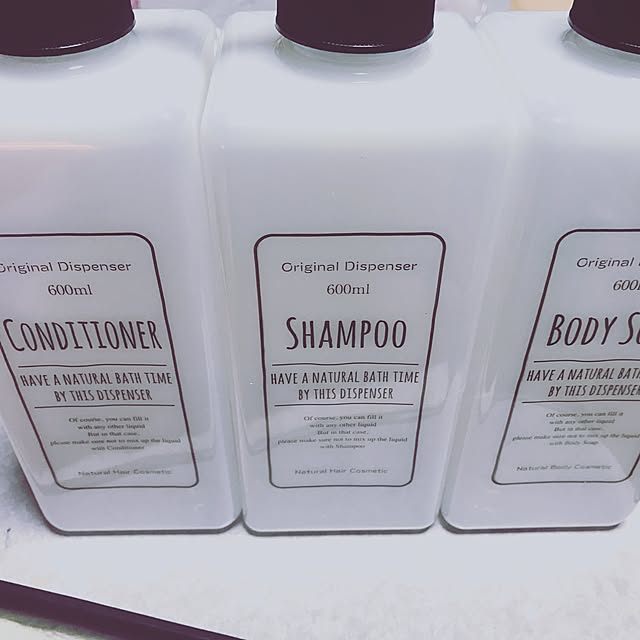 Original Dispenser
600ml
CONDITIONER
HAVE A NATURAL BATH TIME
BY THIS DISPENSER
Of course, you can fill it
with any other liquid
But in that case,
please make sure not to mix up the liquid
with Conditioner
Natural Hair Cosmetic
Original Dispenser
600ml
SHAMPOO
HAVE A NATURAL BATH TIME
BY THIS DISPENSER
Of course, you can fill it
with any other liquid
But in that case,
please make sure not to mix up the liquid
with Shampoo
Natural Hair Cosmetic
Original
600
BODY
HAVE A NATURAL BATH
BY THIS DISPENSER
Of course, you can fill it
with any other liquid
But in that case,
please make sure not to mix up the liquid
with Body Soap
Natural Body Cosmetic